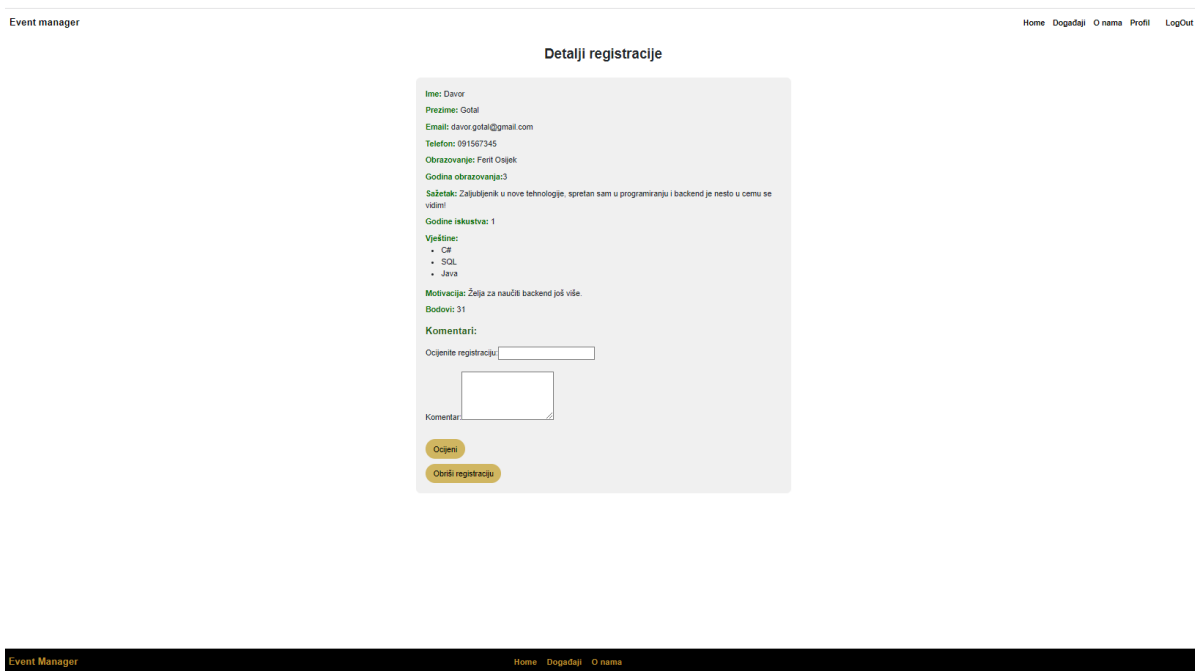 Event manager
Home Događaji O nama Profil LogOut
Detalji registracije
Ime: Davor
Prezime: Gotal
Email: davor.gotal@gmail.com
Telefon: 091567345
Obrazovanje: Ferit Osijek
Godina obrazovanja:3
Sažetak: Zaljubljenik u nove tehnologije, spretan sam u programiranju i backend je nesto u cemu se
vidim!
Godine iskustva: 1
Vještine:
• C#
• SQL
• Java
Motivacija: Želja za naučiti backend još više.
Bodovi: 31
Komentari:
Ocijenite registraciju:
Komentar:
Ocijeni
Obriši registraciju
Event Manager
Home Događaji O nama